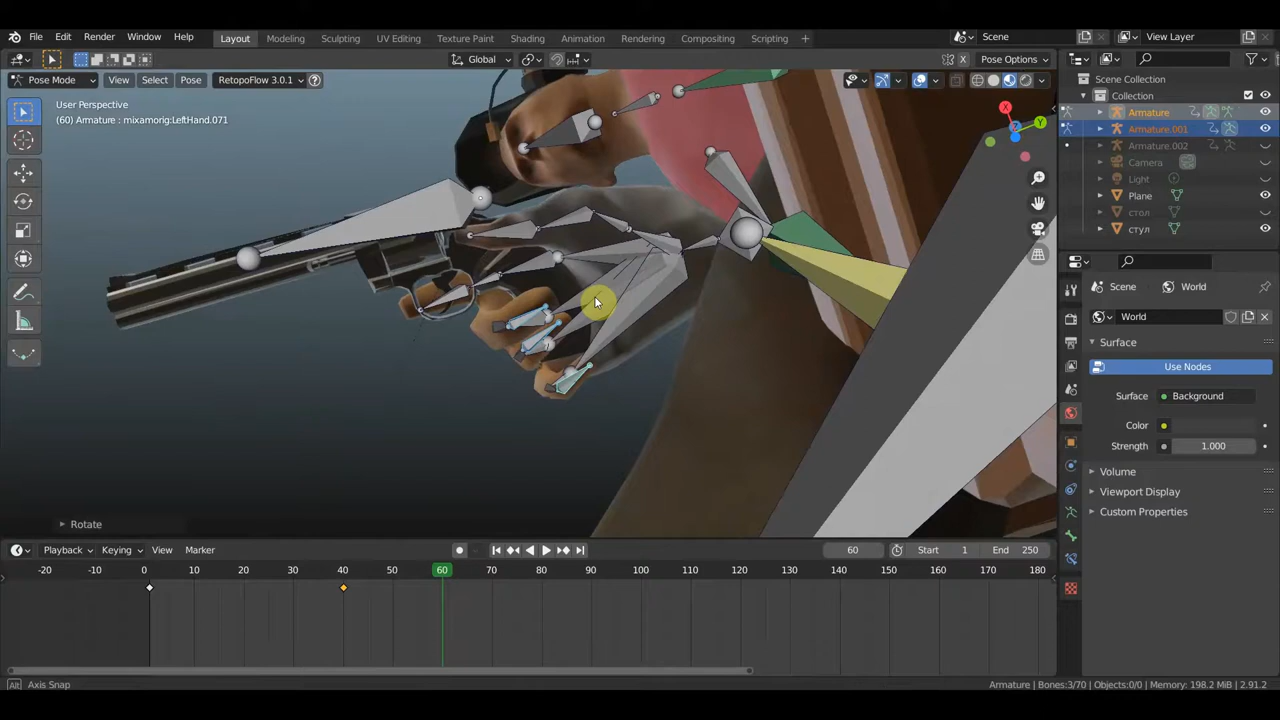 File Edit Render Window Help Layout Modeling Sculpting UV Editing Texture Paint Shading Animation Rendering Compositing Scripting + Scene View Layer
Global Pose Options
Pose Mode View Select Pose RetopoFlow 3.0.1
User Perspective
(60) Armature : mixamorig:LeftHand.071
X Y Z
Scene Collection
Collection
Armature
Armature.001
Armature.002
Camera
Light
Plane
стол
стул
Scene World
World
Surface
Use Nodes
Surface Background
Color
Strength 1.000
Volume
Viewport Display
Custom Properties
Rotate
Playback Keying View Marker 60 Start 1 End 250
-20 -10 0 10 20 30 40 50 60 70 80 90 100 110 120 130 140 150 160 170 180
Axis Snap Armature | Bones:3/70 | Objects:0/0 | Memory: 198.2 MiB | 2.91.2